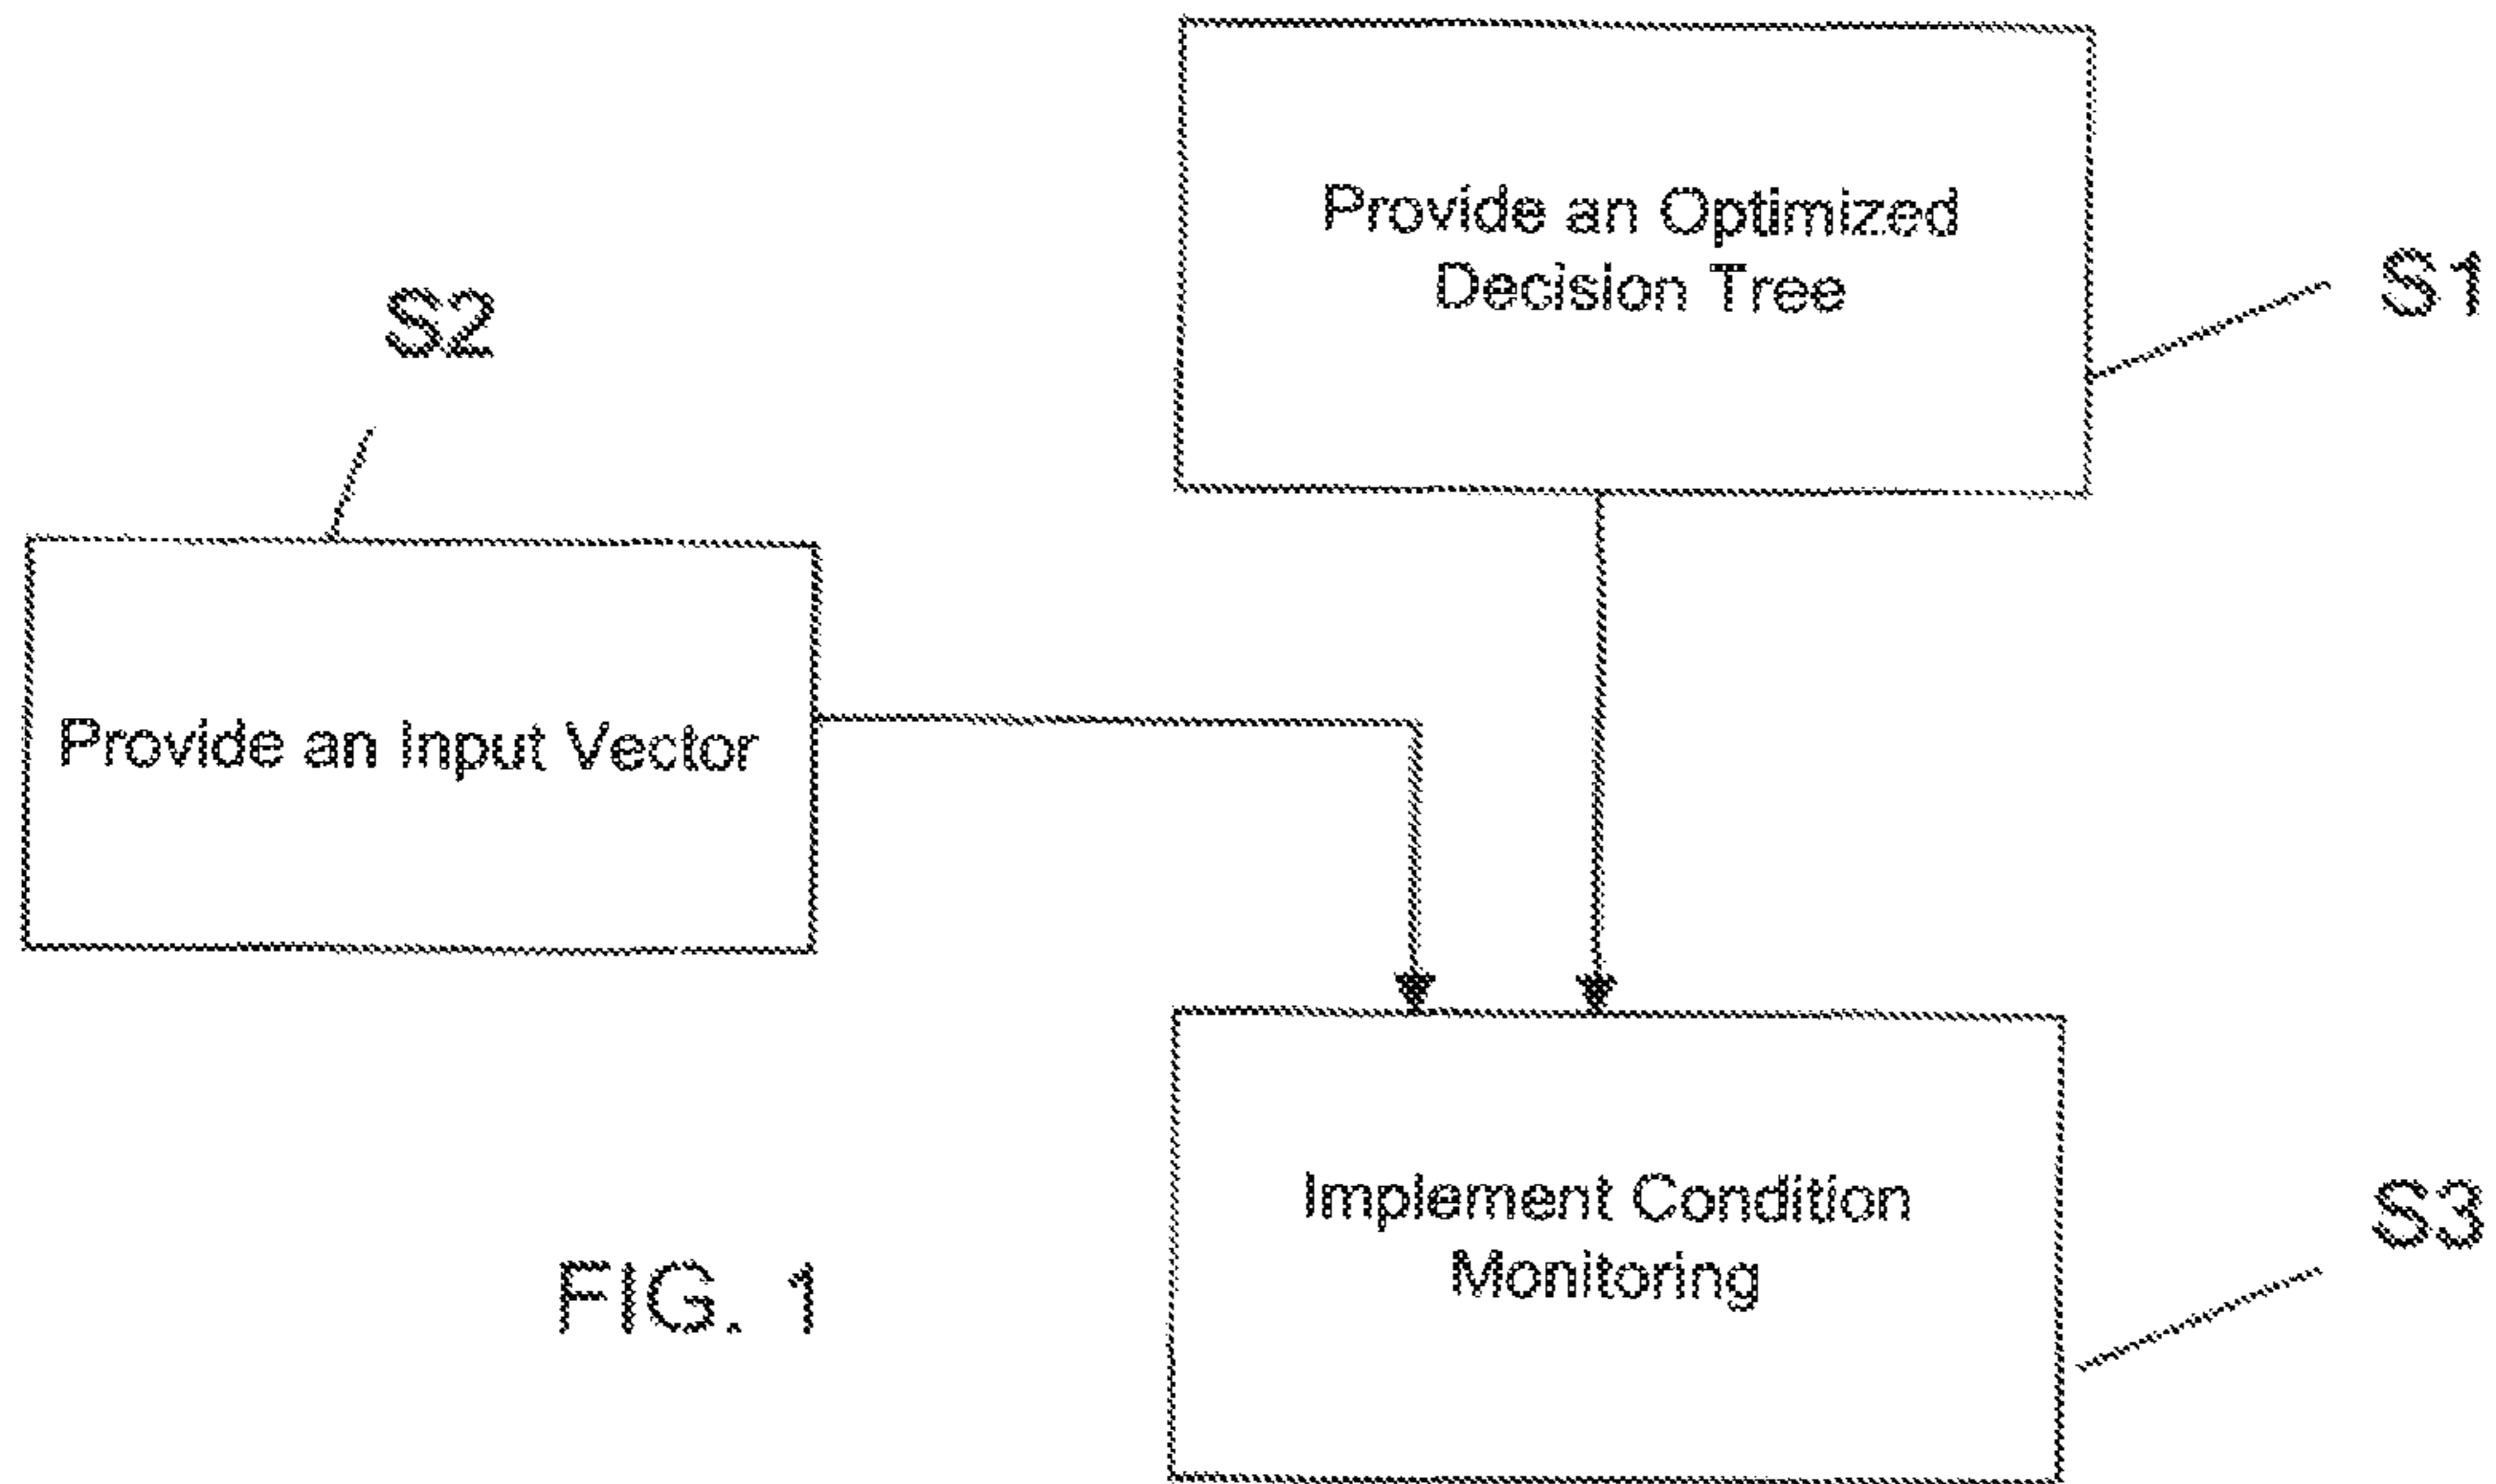 Provide an Optimized
Decision Tree
S1
S2
Provide an Input Vector
Implement Condition
Monitoring
S3
FIG. 1